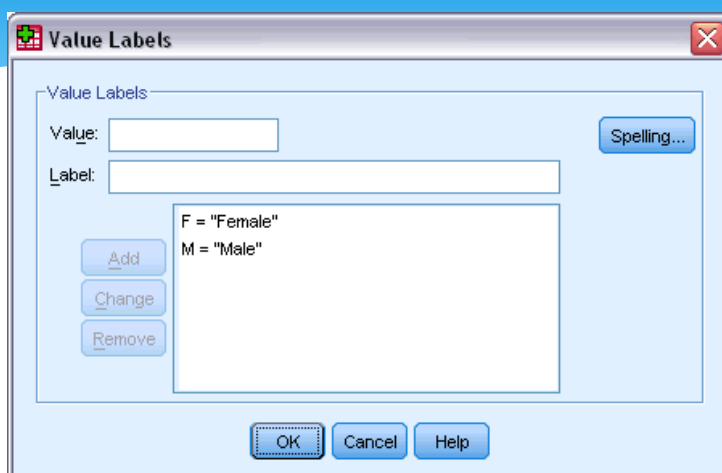 Value Labels
Value Labels
Value:
Spelling...
Label:
F = "Female"
M = "Male"
Add
Change
Remove
OK Cancel Help